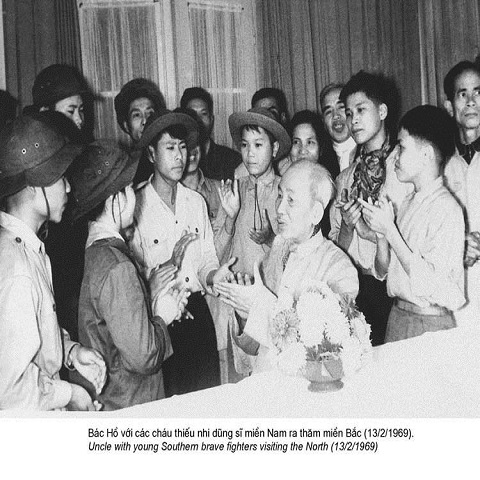 Bác Hồ với các cháu thiếu nhi dũng sĩ miền Nam ra thăm miền Bắc (13/2/1969).
Uncle with young Southern brave fighters visiting the North (13/2/1969)